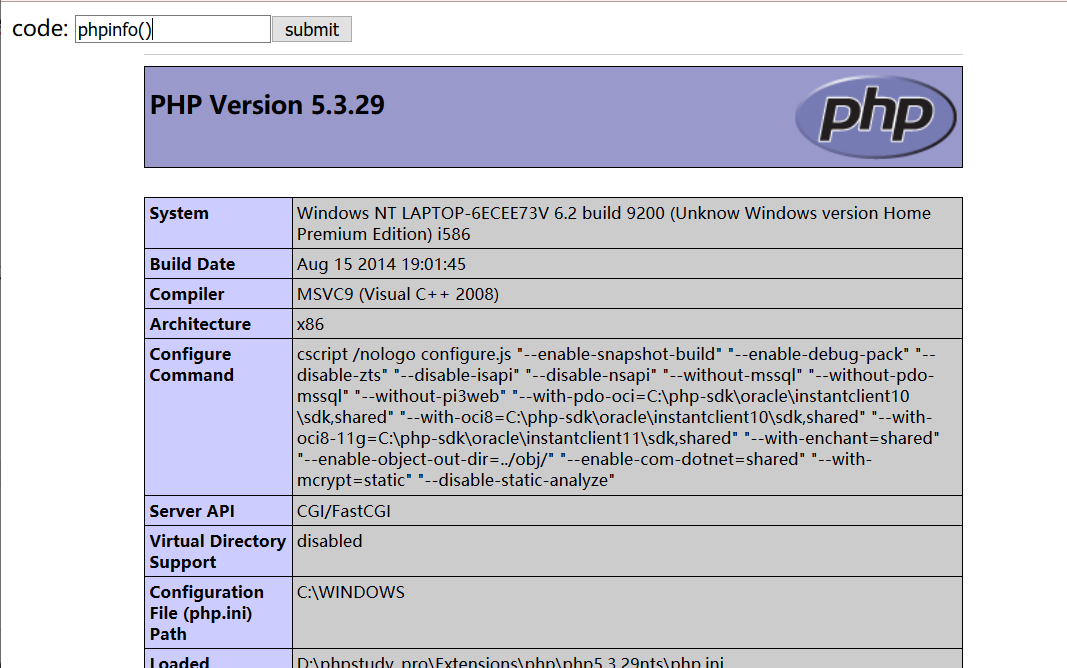 code: phpinfo() submit
PHP Version 5.3.29
php
System
Windows NT LAPTOP-6ECEE73V 6.2 build 9200 (Unknow Windows version Home
Premium Edition) i586
Build Date
Aug 15 2014 19:01:45
Compiler
MSVC9 (Visual C++ 2008)
Architecture
x86
Configure
Command
cscript /nologo configure.js "--enable-snapshot-build" "--enable-debug-pack" "--
disable-zts" "--disable-isapi" "--disable-nsapi" "--without-mssql" "--without-pdo-
mssql" "--without-pi3web" "--with-pdo-oci=C:\php-sdk\oracle\instantclient10
\sdk,shared" "--with-oci8=C:\php-sdk\oracle\instantclient10\sdk,shared" "--with-
oci8-11g=C:\php-sdk\oracle\instantclient11\sdk,shared" "--with-enchant=shared"
"--enable-object-out-dir=../obj/" "--enable-com-dotnet=shared" "--with-
mcrypt=static" "--disable-static-analyze"
Server API
CGI/FastCGI
Virtual Directory
Support
disabled
Configuration
File (php.ini)
Path
C:\WINDOWS
Loaded
D:\phpstudy_pro\Extensions\php\php5.3.29nts\php.ini